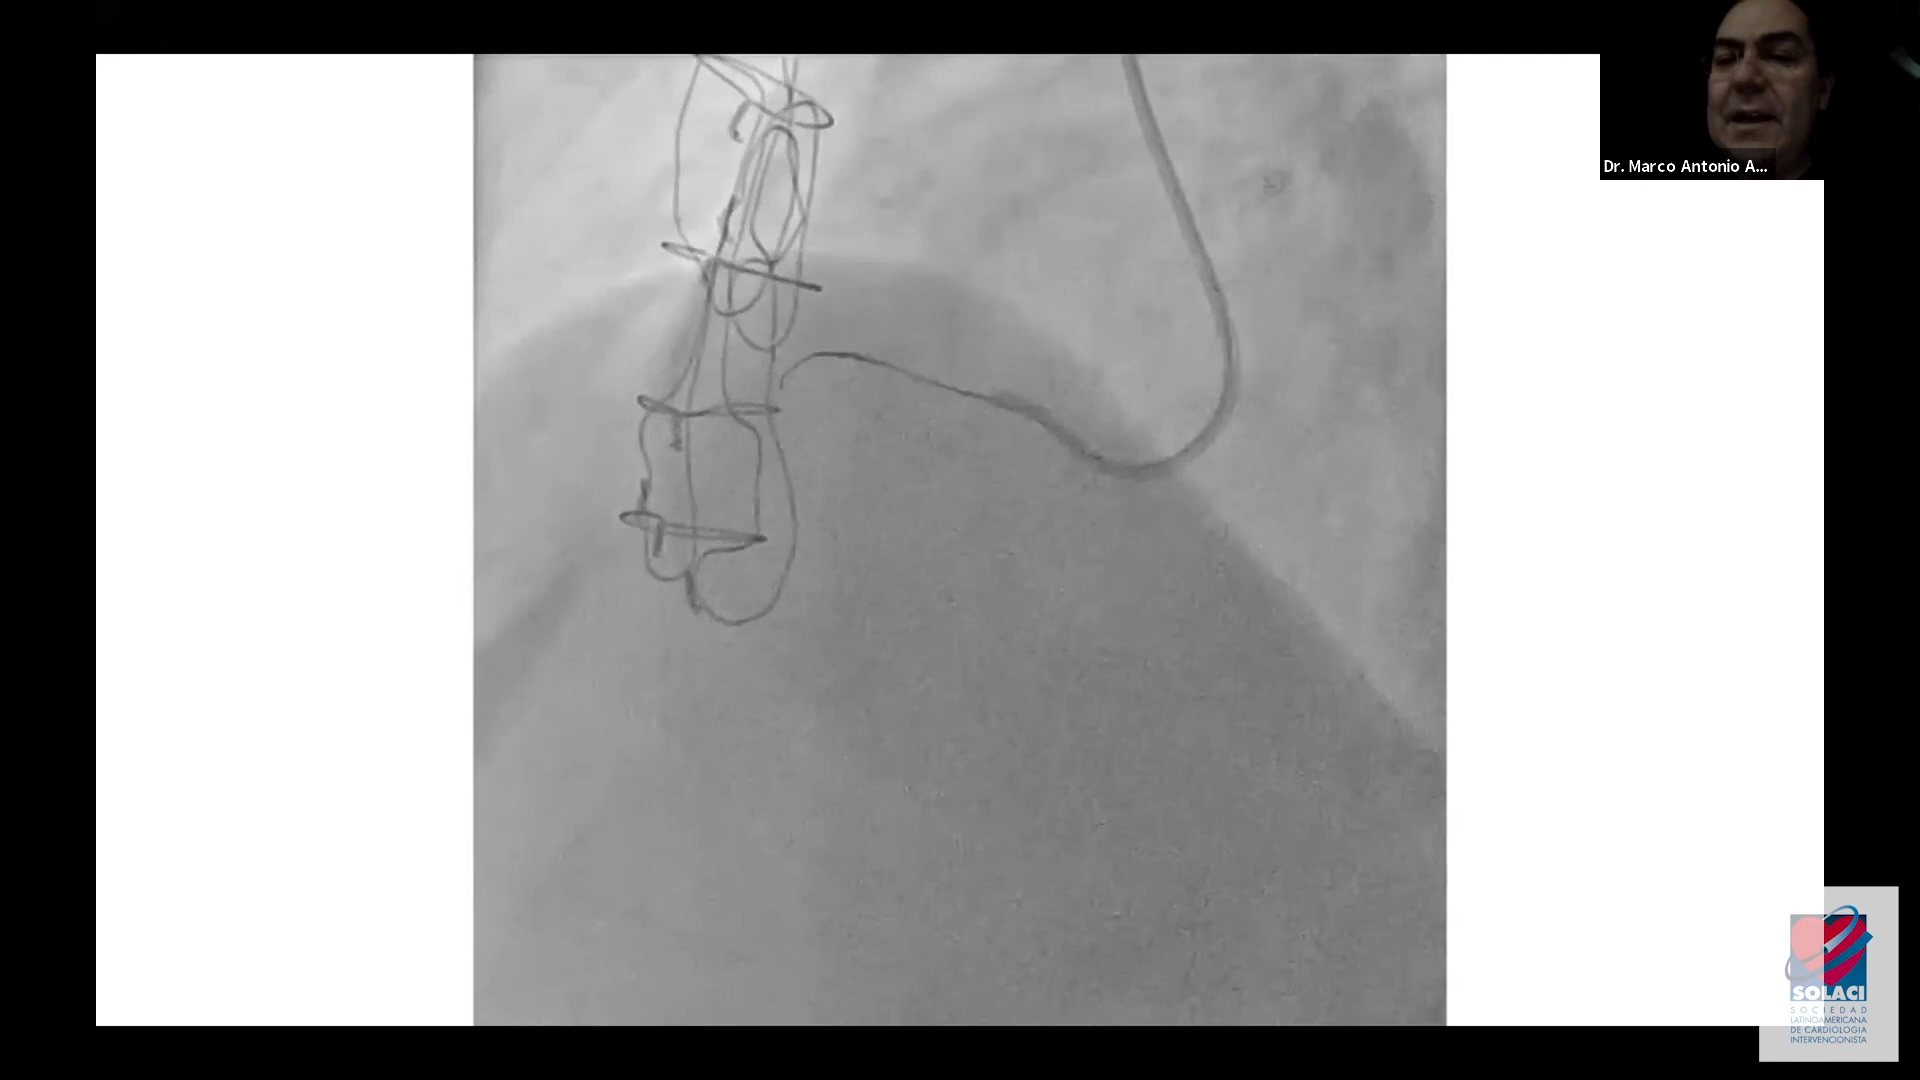 Dr. Marco Antonio A...
SOLACI
SOCIEDAD
LATINOAMERICANA
DE CARDIOLOGIA
INTERVENCIONISTA